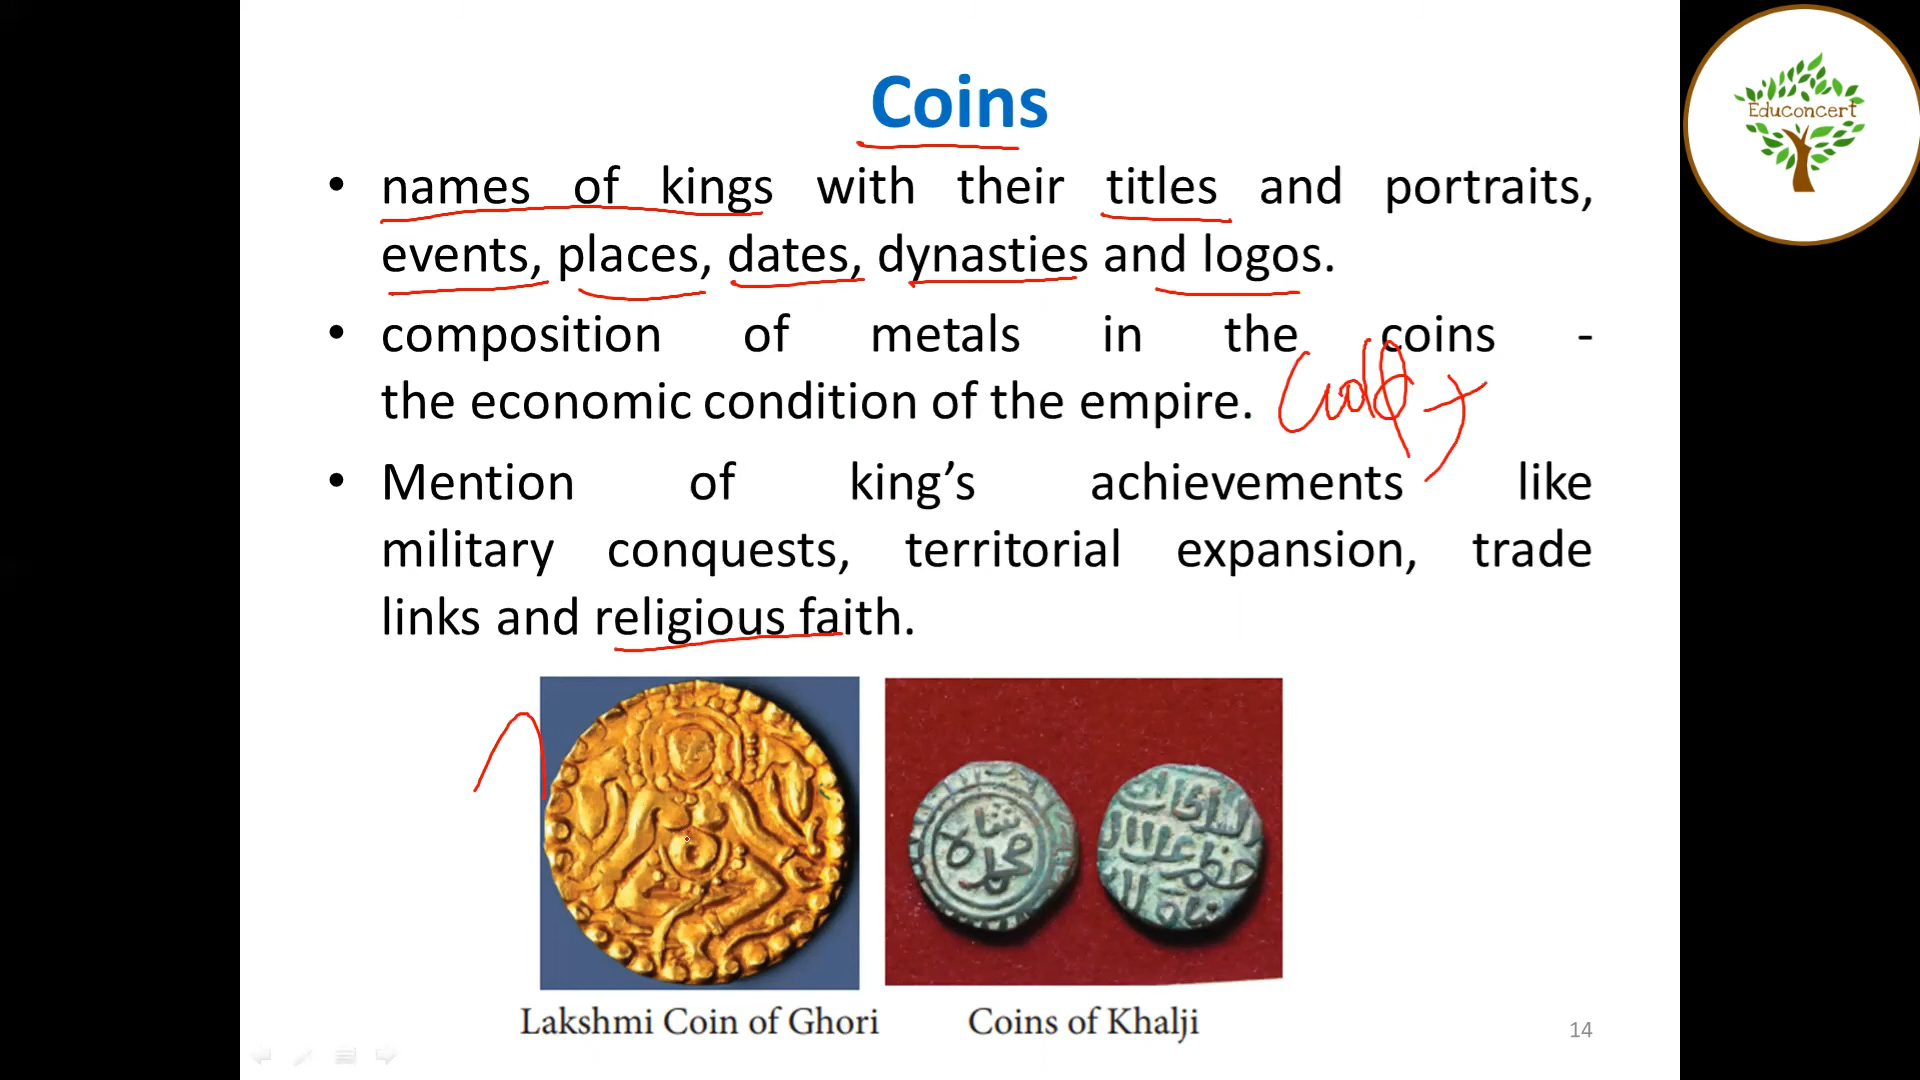 Coins
Educoncert
• names of kings with their titles and portraits,
events, places, dates, dynasties and logos.
• composition of metals in the coins -
the economic condition of the empire.
• Mention of king’s achievements like
military conquests, territorial expansion, trade
links and religious faith.
Lakshmi Coin of Ghori
Coins of Khalji
14